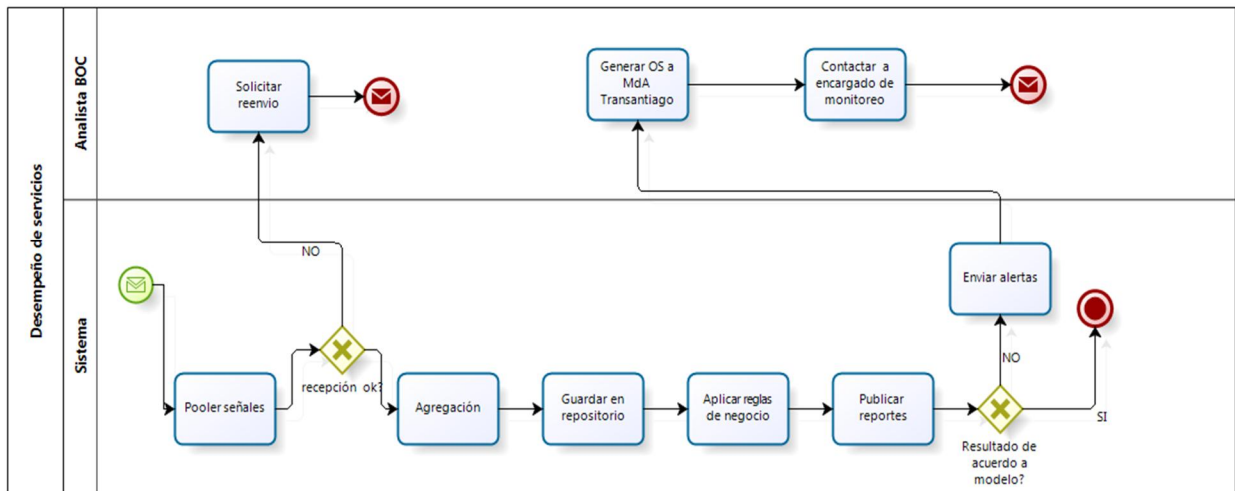 Desempeño de servicios
Analista BOC
Solicitar
reenvio
Generar OS a
MdA
Transantiago
Contactar a
encargado de
monitoreo
Sistema
NO
Enviar alertas
Pooler señales
recepción ok?
Agregación
Guardar en
repositorio
Aplicar reglas
de negocio
Publicar
reportes
NO
SI
Resultado de
acuerdo a
modelo?